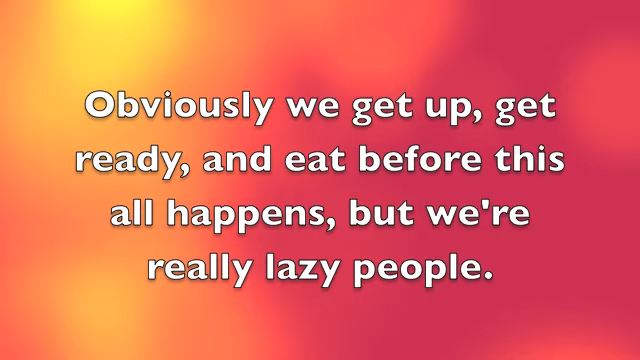 Obviously we get up, get
ready, and eat before this
all happens, but we're
really lazy people.